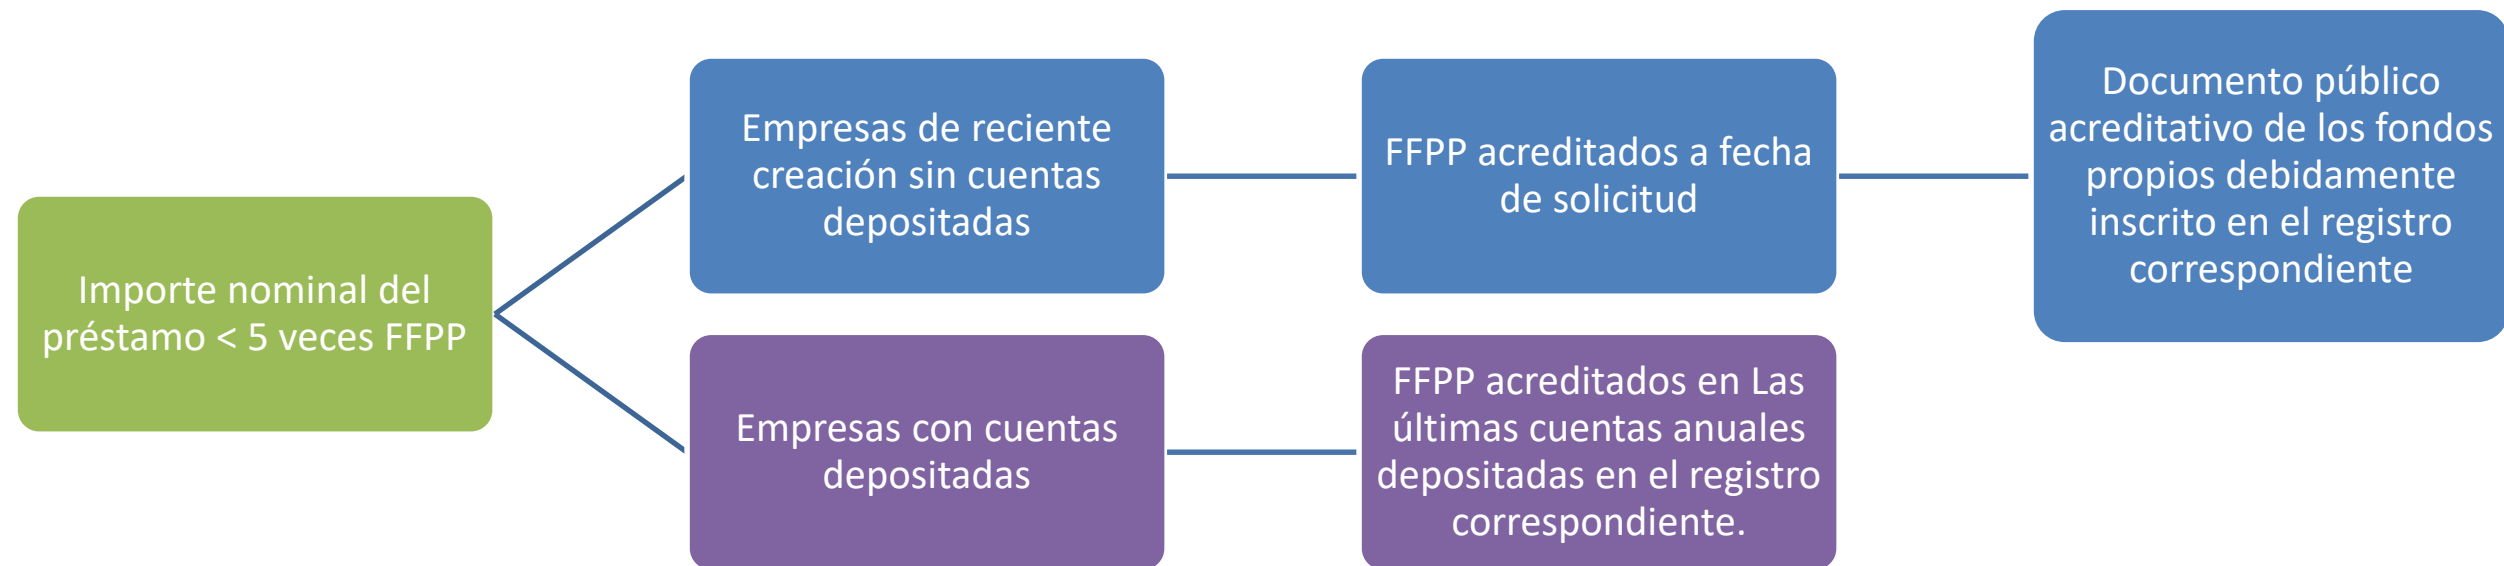 Importe nominal del
préstamo < 5 veces FFPP
Empresas de reciente
creación sin cuentas
depositadas
FFPP acreditados a fecha
de solicitud
Documento público
acreditativo de los fondos
propios debidamente
inscrito en el registro
correspondiente
Empresas con cuentas
depositadas
FFPP acreditados en Las
últimas cuentas anuales
depositadas en el registro
correspondiente.